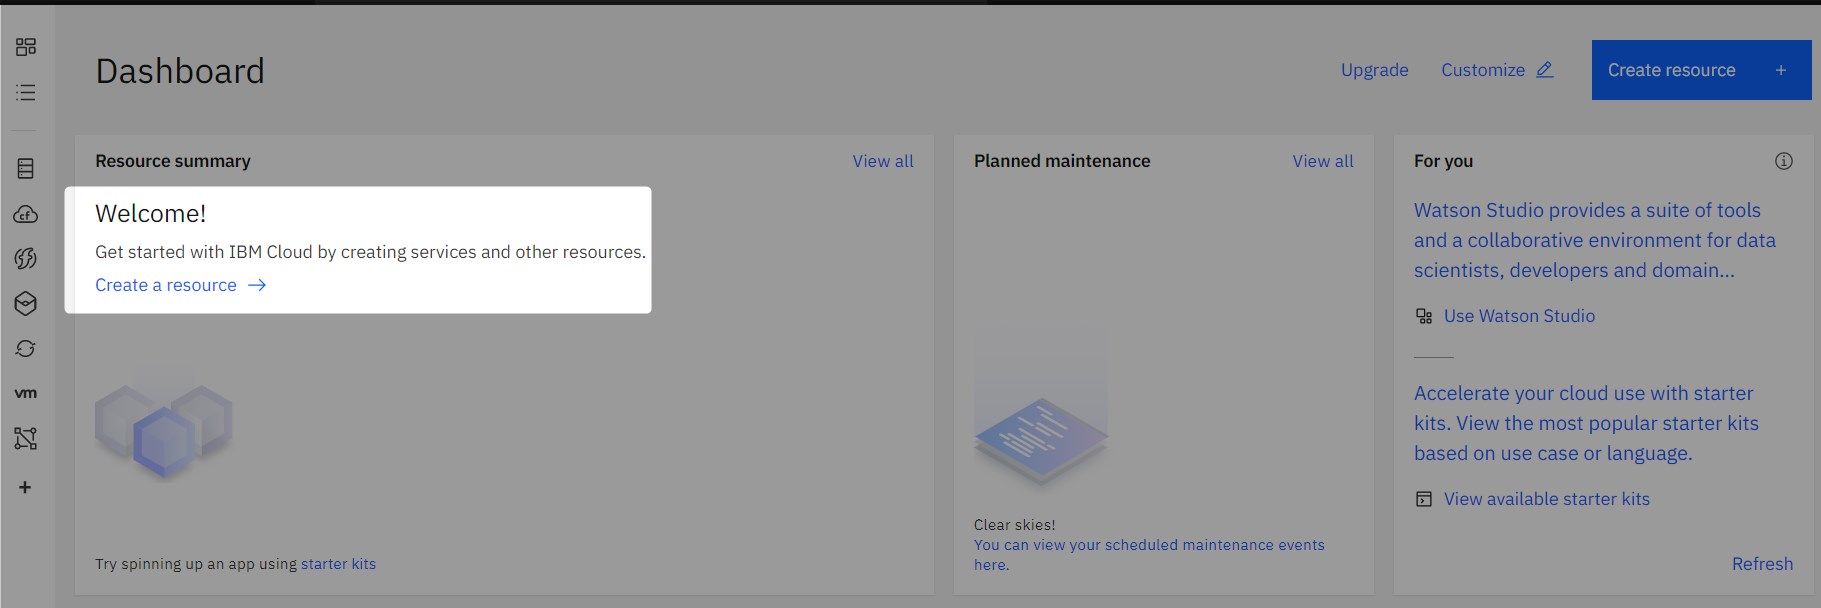 Dashboard
Upgrade
Customize
Create resource +
Resource summary
View all
Welcome!
Get started with IBM Cloud by creating services and other resources.
Create a resource →
Try spinning up an app using starter kits
Planned maintenance
View all
Clear skies!
You can view your scheduled maintenance events
here.
For you
Watson Studio provides a suite of tools
and a collaborative environment for data
scientists, developers and domain...
Use Watson Studio
Accelerate your cloud use with starter
kits. View the most popular starter kits
based on use case or language.
View available starter kits
Refresh
cf
vm
+